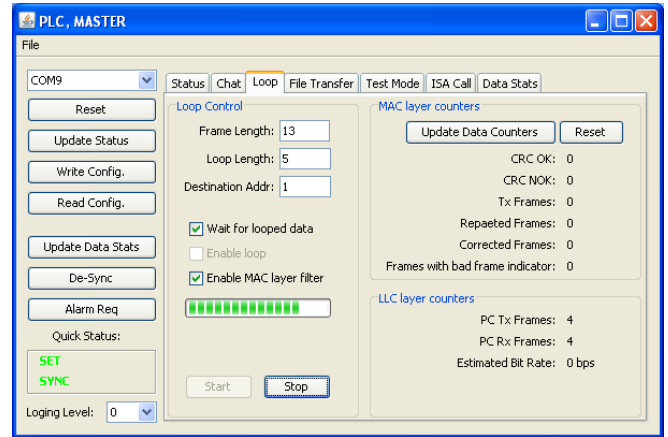 PLC, MASTER
File
COM9
Reset
Update Status
Write Config.
Read Config.
Update Data Stats
De-Sync
Alarm Req
Quick Status:
SET
SYNC
Loging Level: 0
Status Chat Loop File Transfer Test Mode ISA Call Data Stats
Loop Control
Frame Length: 13
Loop Length: 5
Destination Addr: 1
Wait for looped data
Enable loop
Enable MAC layer filter
Start Stop
MAC layer counters
Update Data Counters Reset
CRC OK: 0
CRC NOK: 0
Tx Frames: 0
Repaeted Frames: 0
Corrected Frames: 0
Frames with bad frame indicator: 0
LLC layer counters
PC Tx Frames: 4
PC Rx Frames: 4
Estimated Bit Rate: 0 bps